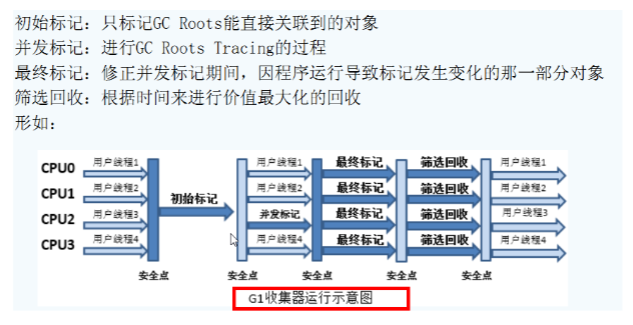 初始标记：只标记GC Roots能直接关联到的对象
并发标记：进行GC Roots Tracing的过程
最终标记：修正并发标记期间，因程序运行导致标记发生变化的那一部分对象
筛选回收：根据时间来进行价值最大化的回收
形如：
CPU0 用户线程1 用户线程1 最终标记 筛选回收 用户线程1
CPU1 用户线程2 初始标记 用户线程2 最终标记 筛选回收 用户线程2
CPU2 用户线程3 并发标记 最终标记 筛选回收 用户线程3
CPU3 用户线程4 用户线程4 最终标记 筛选回收 用户线程4
安全点 安全点 安全点 安全点 安全点
G1收集器运行示意图